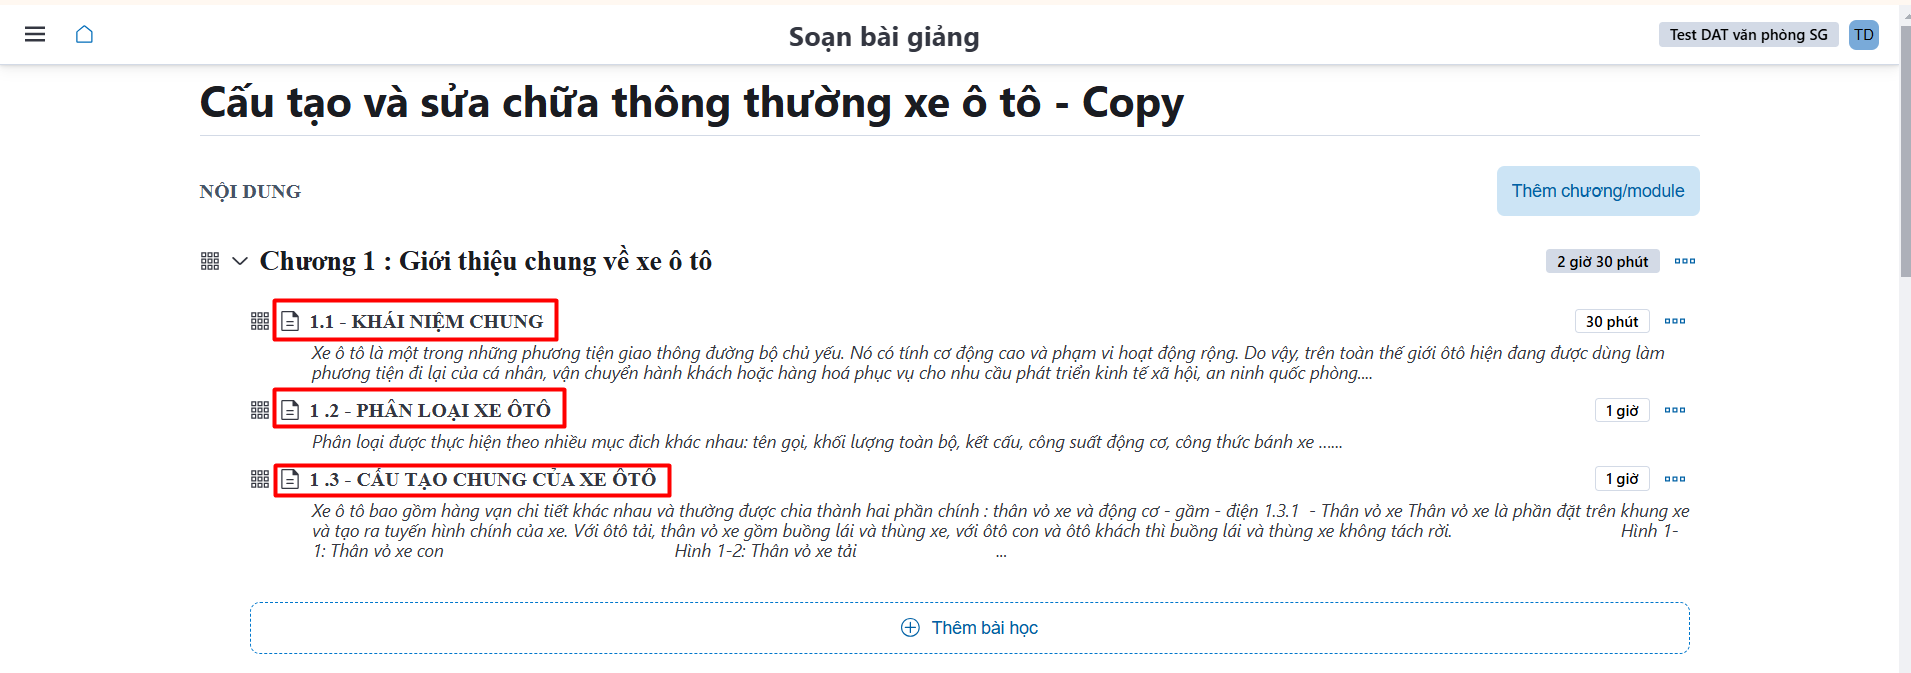 Soạn bài giảng
Test DAT văn phòng SG
TD
Cấu tạo và sửa chữa thông thường xe ô tô - Copy
NỘI DUNG
Thêm chương/module
Chương 1 : Giới thiệu chung về xe ô tô
2 giờ 30 phút
1.1 - KHÁI NIỆM CHUNG
30 phút
Xe ô tô là một trong những phương tiện giao thông đường bộ chủ yếu. Nó có tính cơ động cao và phạm vi hoạt động rộng. Do vậy, trên toàn thế giới ôtô hiện đang được dùng làm
phương tiện đi lại của cá nhân, vận chuyển hành khách hoặc hàng hoá phục vụ cho nhu cầu phát triển kinh tế xã hội, an ninh quốc phòng....
1 .2 - PHÂN LOẠI XE ÔTÔ
1 giờ
Phân loại được thực hiện theo nhiều mục đich khác nhau: tên gọi, khối lượng toàn bộ, kết cấu, công suất động cơ, công thức bánh xe ......
1 .3 - CẤU TẠO CHUNG CỦA XE ÔTÔ
1 giờ
Xe ô tô bao gồm hàng vạn chi tiết khác nhau và thường được chia thành hai phần chính : thân vỏ xe và động cơ - gầm - điện 1.3.1 - Thân vỏ xe Thân vỏ xe là phần đặt trên khung xe
và tạo ra tuyến hình chính của xe. Với ôtô tải, thân vỏ xe gồm buồng lái và thùng xe, với ôtô con và ôtô khách thì buồng lái và thùng xe không tách rời. Hình 1-
1: Thân vỏ xe con Hình 1-2: Thân vỏ xe tải ...
Thêm bài học